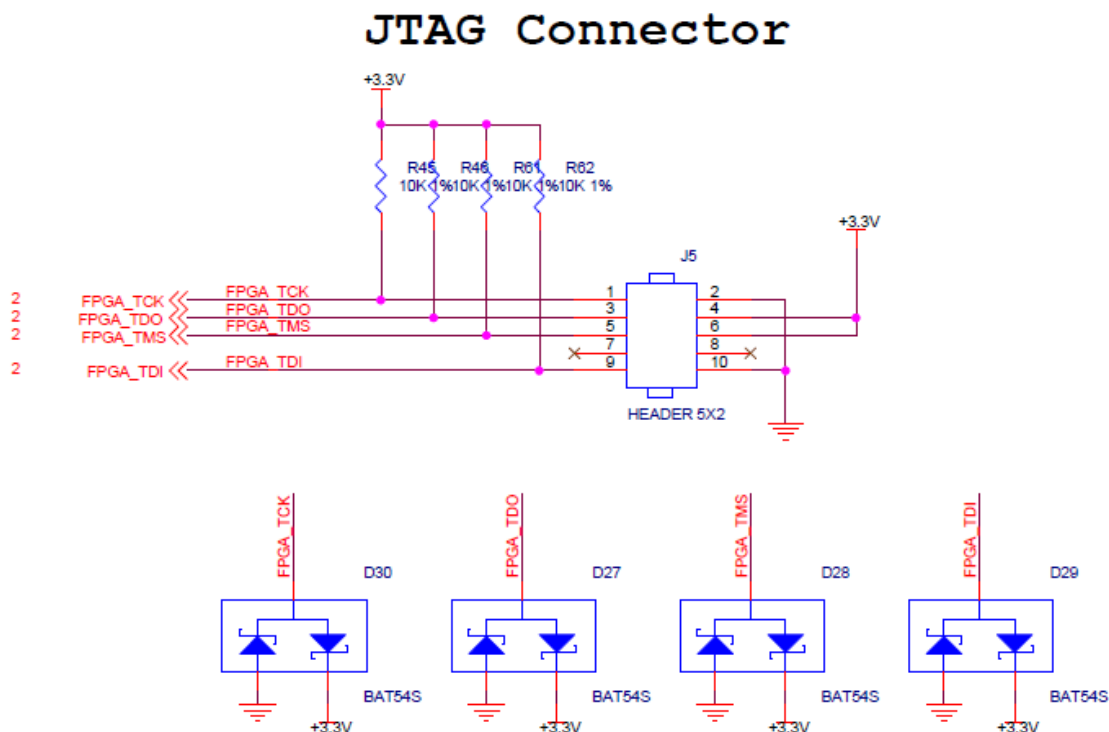 JTAG Connector
+3.3V
R45 R46 R61 R62
10K 1% 10K 1% 10K 1% 10K 1%
+3.3V
J5
2 FPGA_TCK FPGA_TCK 1 2
2 FPGA_TDO FPGA_TDO 3 4
2 FPGA_TMS FPGA_TMS 5 6
7 8
2 FPGA_TDI FPGA_TDI 9 10
HEADER 5X2
FPGA_TCK FPGA_TDO FPGA_TMS FPGA_TDI
D30 D27 D28 D29
BAT54S BAT54S BAT54S BAT54S
+3.3V +3.3V +3.3V +3.3V